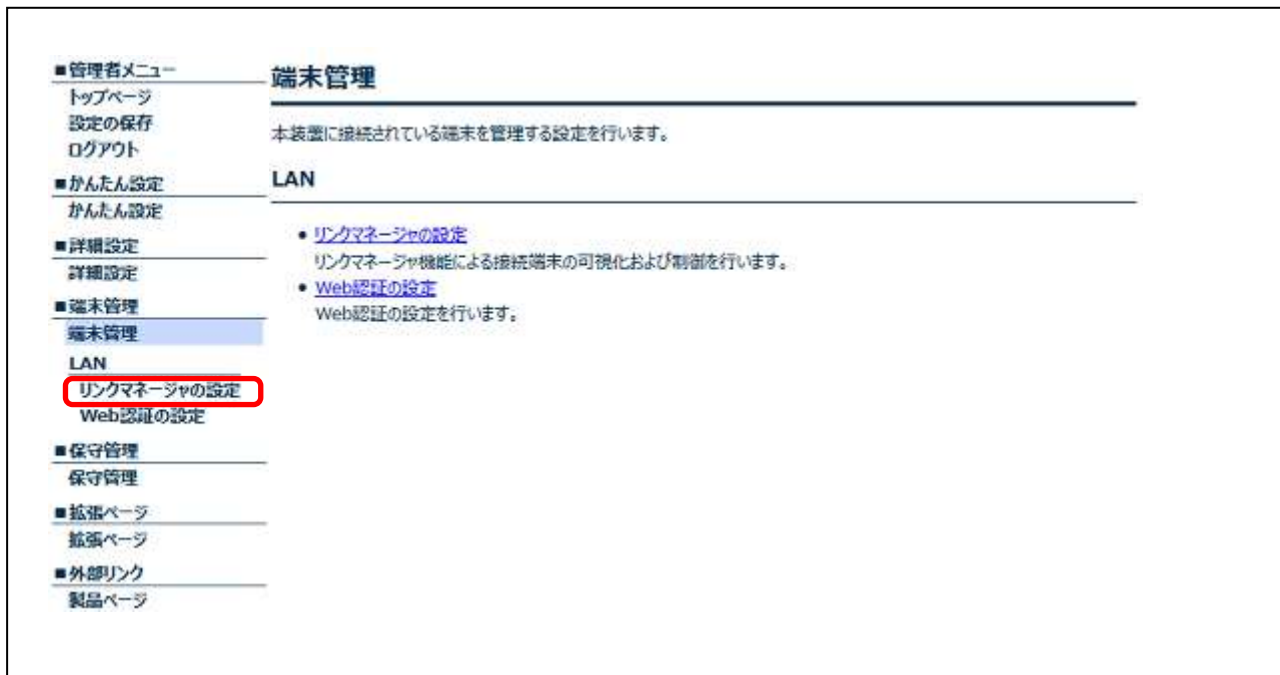 ■管理者メニュー
トップページ
設定の保存
ログアウト
■かんたん設定
かんたん設定
■詳細設定
詳細設定
■端末管理
端末管理
LAN
リンクマネージャの設定
Web認証の設定
■保守管理
保守管理
■拡張ページ
拡張ページ
■外部リンク
製品ページ
端末管理
本装置に接続されている端末を管理する設定を行います。
LAN
• リンクマネージャの設定
リンクマネージャ機能による接続端末の可視化および制御を行います。
• Web認証の設定
Web認証の設定を行います。